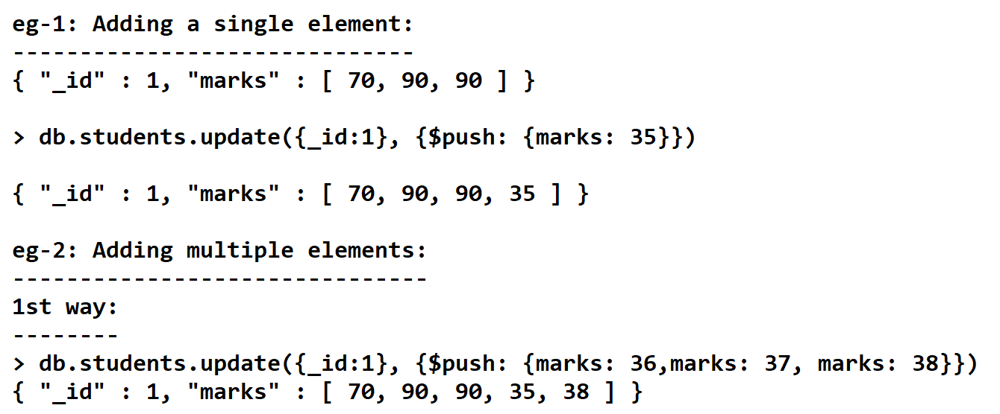 eg-1: Adding a single element:
------------------------------
{ "_id" : 1, "marks" : [ 70, 90, 90 ] }
> db.students.update({_id:1}, {$push: {marks: 35}})
{ "_id" : 1, "marks" : [ 70, 90, 90, 35 ] }
eg-2: Adding multiple elements:
-------------------------------
1st way:
--------
> db.students.update({_id:1}, {$push: {marks: 36,marks: 37, marks: 38}})
{ "_id" : 1, "marks" : [ 70, 90, 90, 35, 38 ] }